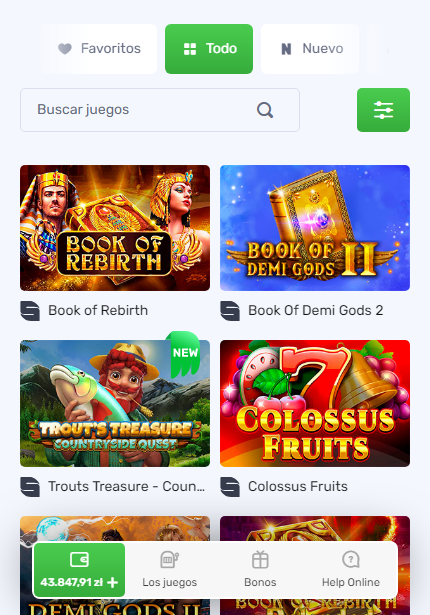 Favoritos
Todo
Nuevo
Buscar juegos
BOOK OF
REBIRTH
BOOK OF
DEMI GODS II
Book of Rebirth
Book Of Demi Gods 2
NEW
TROUT'S TREASURE
COUNTRYSIDE QUEST
7
COLOSSUS
FRUITS
Trouts Treasure - Coun...
Colossus Fruits
43.847,91 zł +
Los juegos
Bonos
Help Online
DEMI GODS II